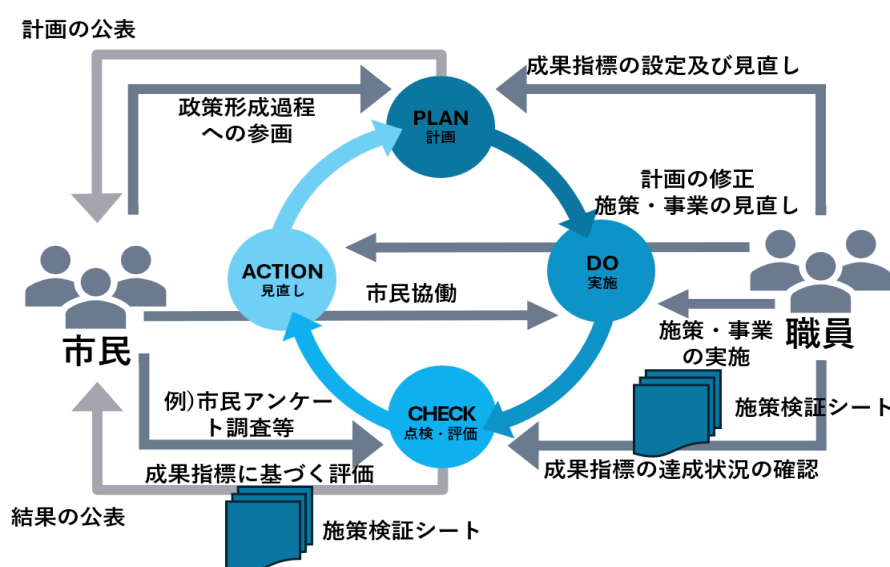 計画の公表
成果指標の設定及び見直し
政策形成過程
への参画
PLAN
計画
計画の修正
施策・事業の見直し
ACTION
見直し
DO
実施
市民協働
市民
職員
施策・事業
の実施
例)市民アンケー
ト調査等
CHECK
点検・評価
施策検証シート
成果指標に基づく評価
成果指標の達成状況の確認
結果の公表
施策検証シート